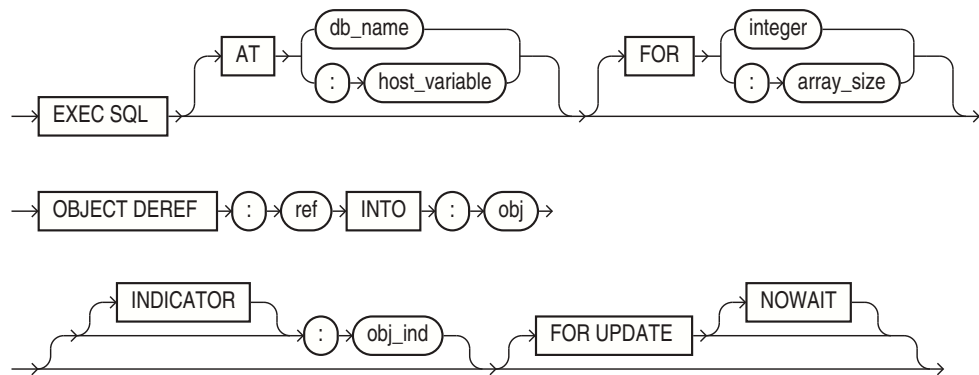 db_name integer
AT FOR
: host_variable : array_size
EXEC SQL
OBJECT DEREF : ref INTO : obj
INDICATOR NOWAIT
: obj_ind FOR UPDATE